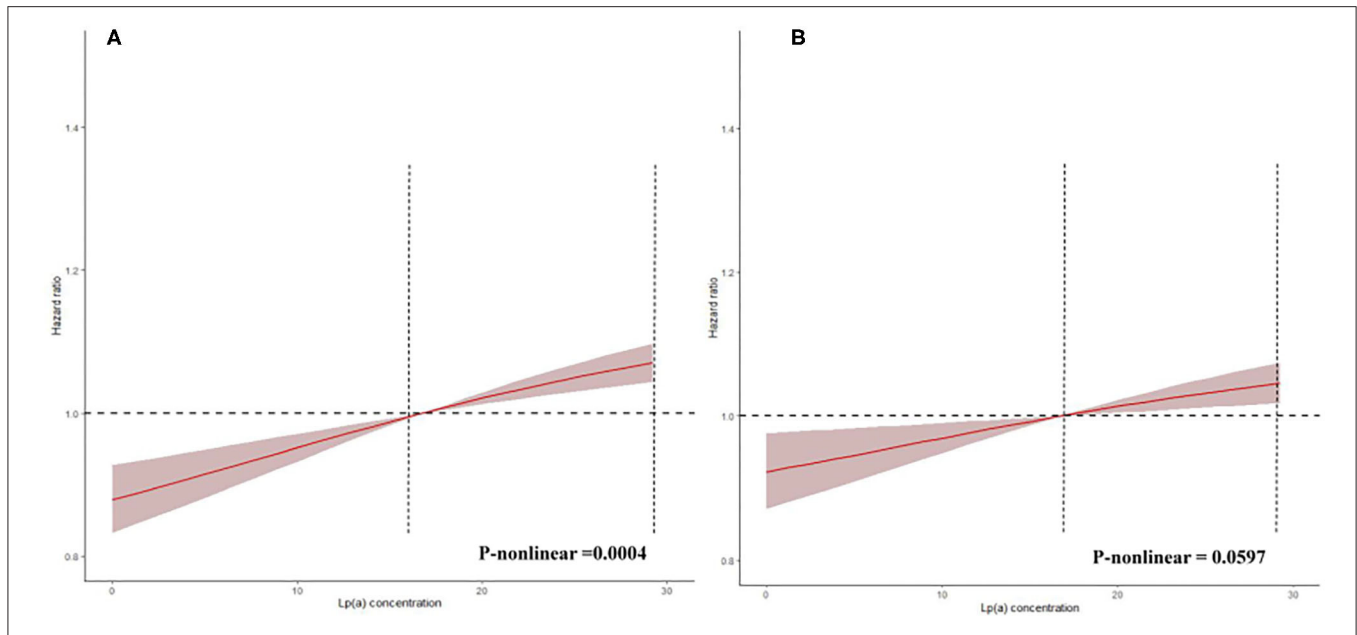 A
1.4
1.2
1.0
0.8
Hazard ratio
P-nonlinear =0.0004
0
10
20
30
Lp(a) concentration
B
1.4
1.2
1.0
0.8
Hazard ratio
P-nonlinear = 0.0597
0
10
20
30
Lp(a) concentration